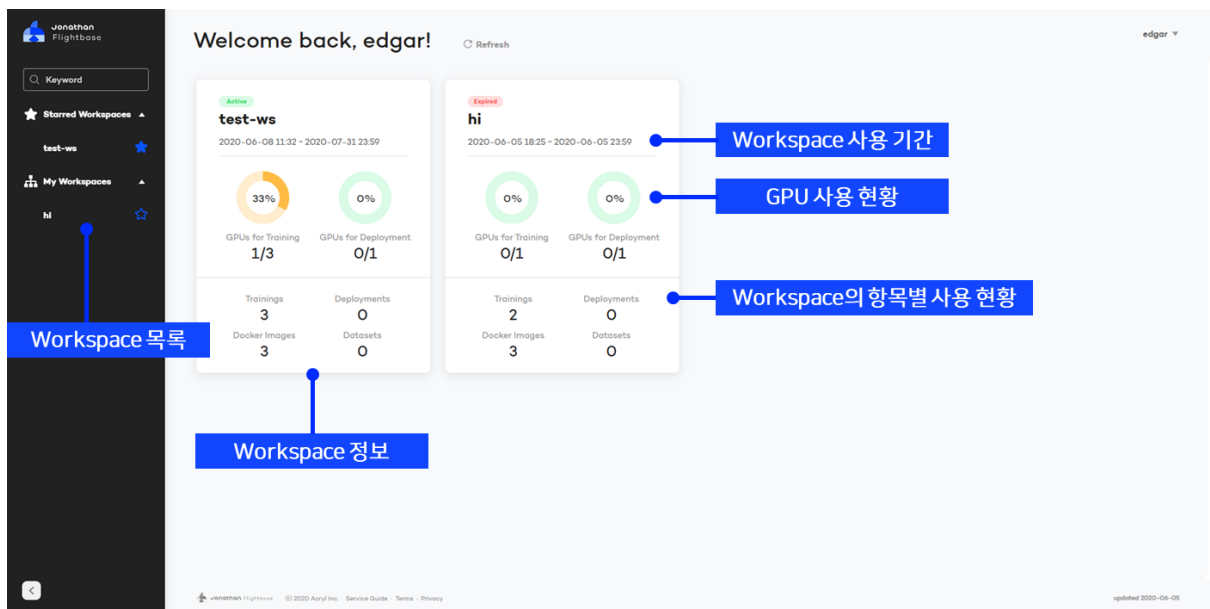 Jonathan
Flightbase
Keyword
Starred Workspaces
test-ws
My Workspaces
hi
Workspace 목록
Welcome back, edgar!
Refresh
edgar
Active
test-ws
2020-06-08 11:32 ~ 2020-07-31 23:59
33%
0%
GPUs for Training
GPUs for Deployment
1/3
0/1
Trainings
Deployments
3
0
Docker Images
Datasets
3
0
Workspace 정보
Expired
hi
2020-06-05 18:25 ~ 2020-06-05 23:59
0%
0%
GPUs for Training
GPUs for Deployment
0/1
0/1
Trainings
Deployments
2
0
Docker Images
Datasets
3
0
Workspace 사용 기간
GPU 사용 현황
Workspace의 항목별 사용 현황
Jonathan Flightbase © 2020 Acryl Inc. Service Guide · Terms · Privacy
updated 2020-06-05